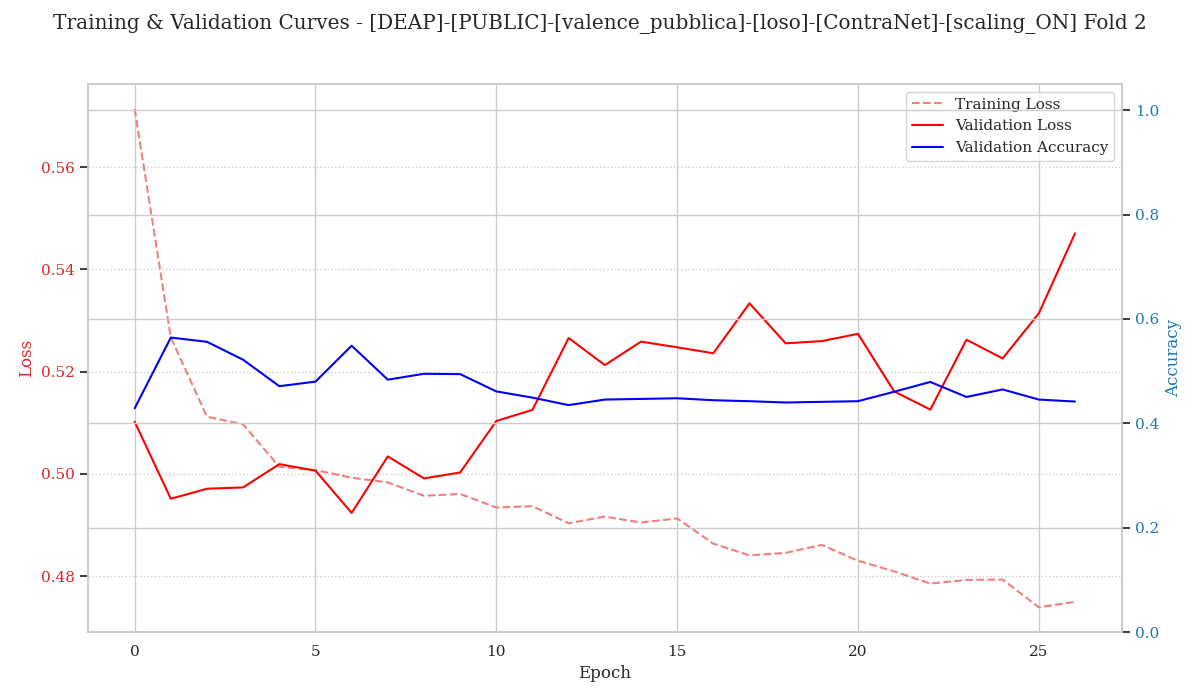 Training & Validation Curves - [DEAP]-[PUBLIC]-[valence_pubblica]-[loso]-[ContraNet]-[scaling_ON] Fold 2
Training Loss
Validation Loss
Validation Accuracy
0.56
0.54
0.52
0.50
0.48
Loss
1.0
0.8
0.6
0.4
0.2
0.0
Accuracy
0
5
10
15
20
25
Epoch